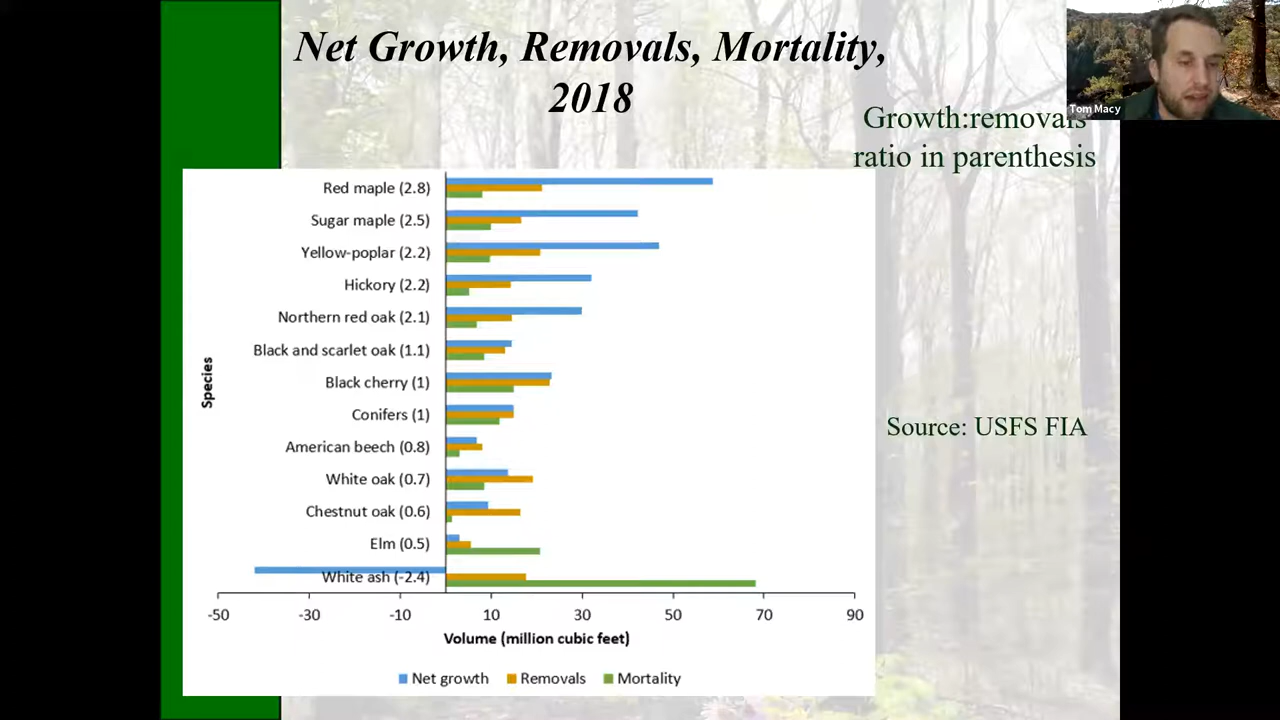 Net Growth, Removals, Mortality,
2018
Tom Macy
Growth:removals
ratio in parenthesis
Red maple (2.8)
Sugar maple (2.5)
Yellow-poplar (2.2)
Hickory (2.2)
Northern red oak (2.1)
Black and scarlet oak (1.1)
Black cherry (1)
Conifers (1)
American beech (0.8)
White oak (0.7)
Chestnut oak (0.6)
Elm (0.5)
White ash (-2.4)
Species
-50 -30 -10 10 30 50 70 90
Volume (million cubic feet)
Net growth Removals Mortality
Source: USFS FIA